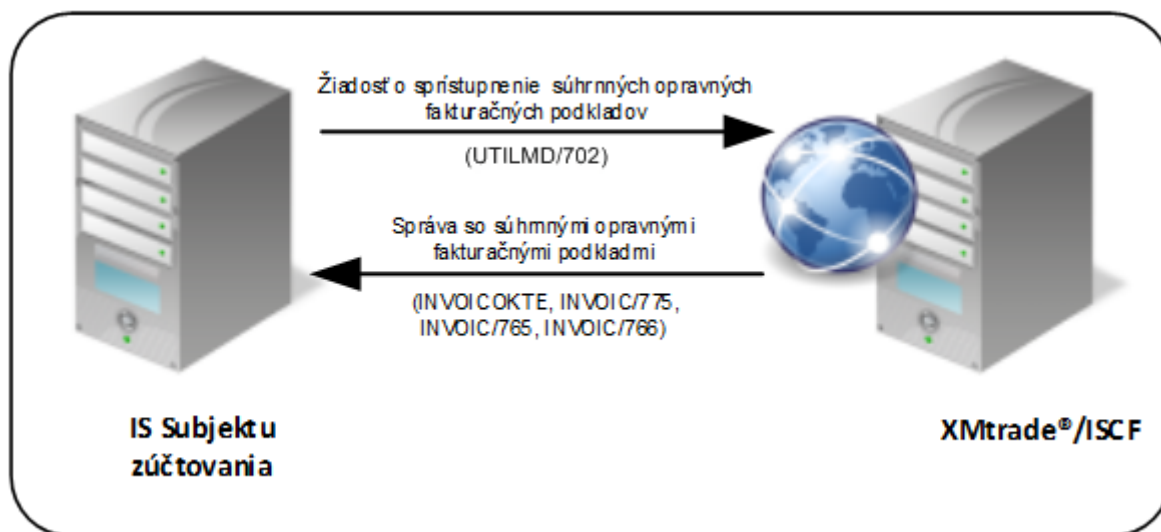 Žiadosť o sprístupnenie súhrnných opravných
fakturačných podkladov
(UTILMD/702)
Správa so súhrnnými opravnými
fakturačnými podkladmi
(INVOICOKTE, INVOIC/775,
INVOIC/765, INVOIC/766)
IS Subjektu
zúčtovania
XMtrade®/ISCF